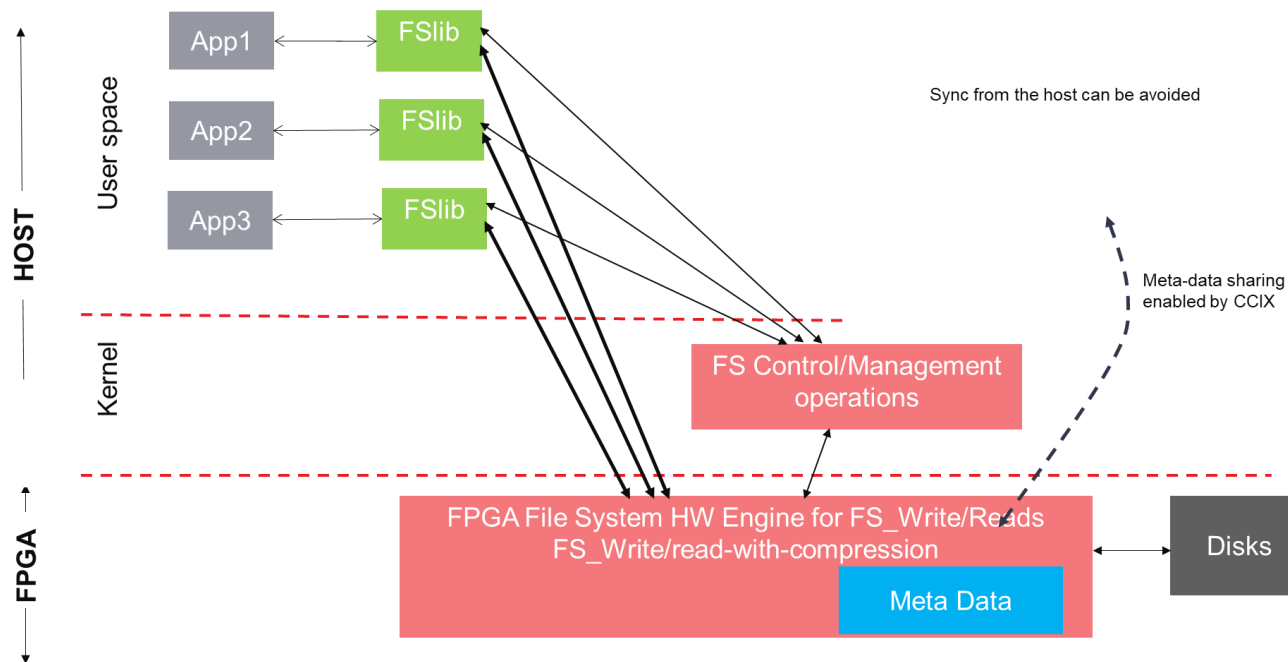 App1
FSlib
App2
FSlib
App3
FSlib
HOST
User space
Sync from the host can be avoided
Meta-data sharing
enabled by CCIX
Kernel
FS Control/Management
operations
FPGA
FPGA File System HW Engine for FS_Write/Reads
FS_Write/read-with-compression
Meta Data
Disks